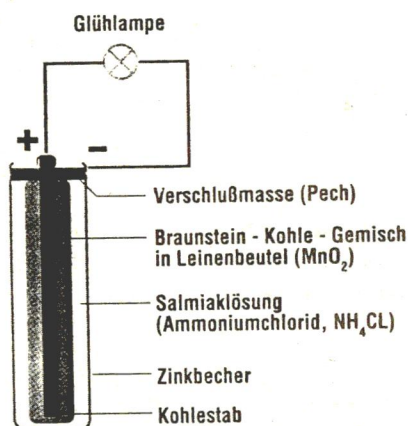 Glühlampe
+ −
Verschlußmasse (Pech)
Braunstein - Kohle - Gemisch
in Leinenbeutel (MnO₂)
Salmiaklösung
(Ammoniumchlorid, NH₄CL)
Zinkbecher
Kohlestab